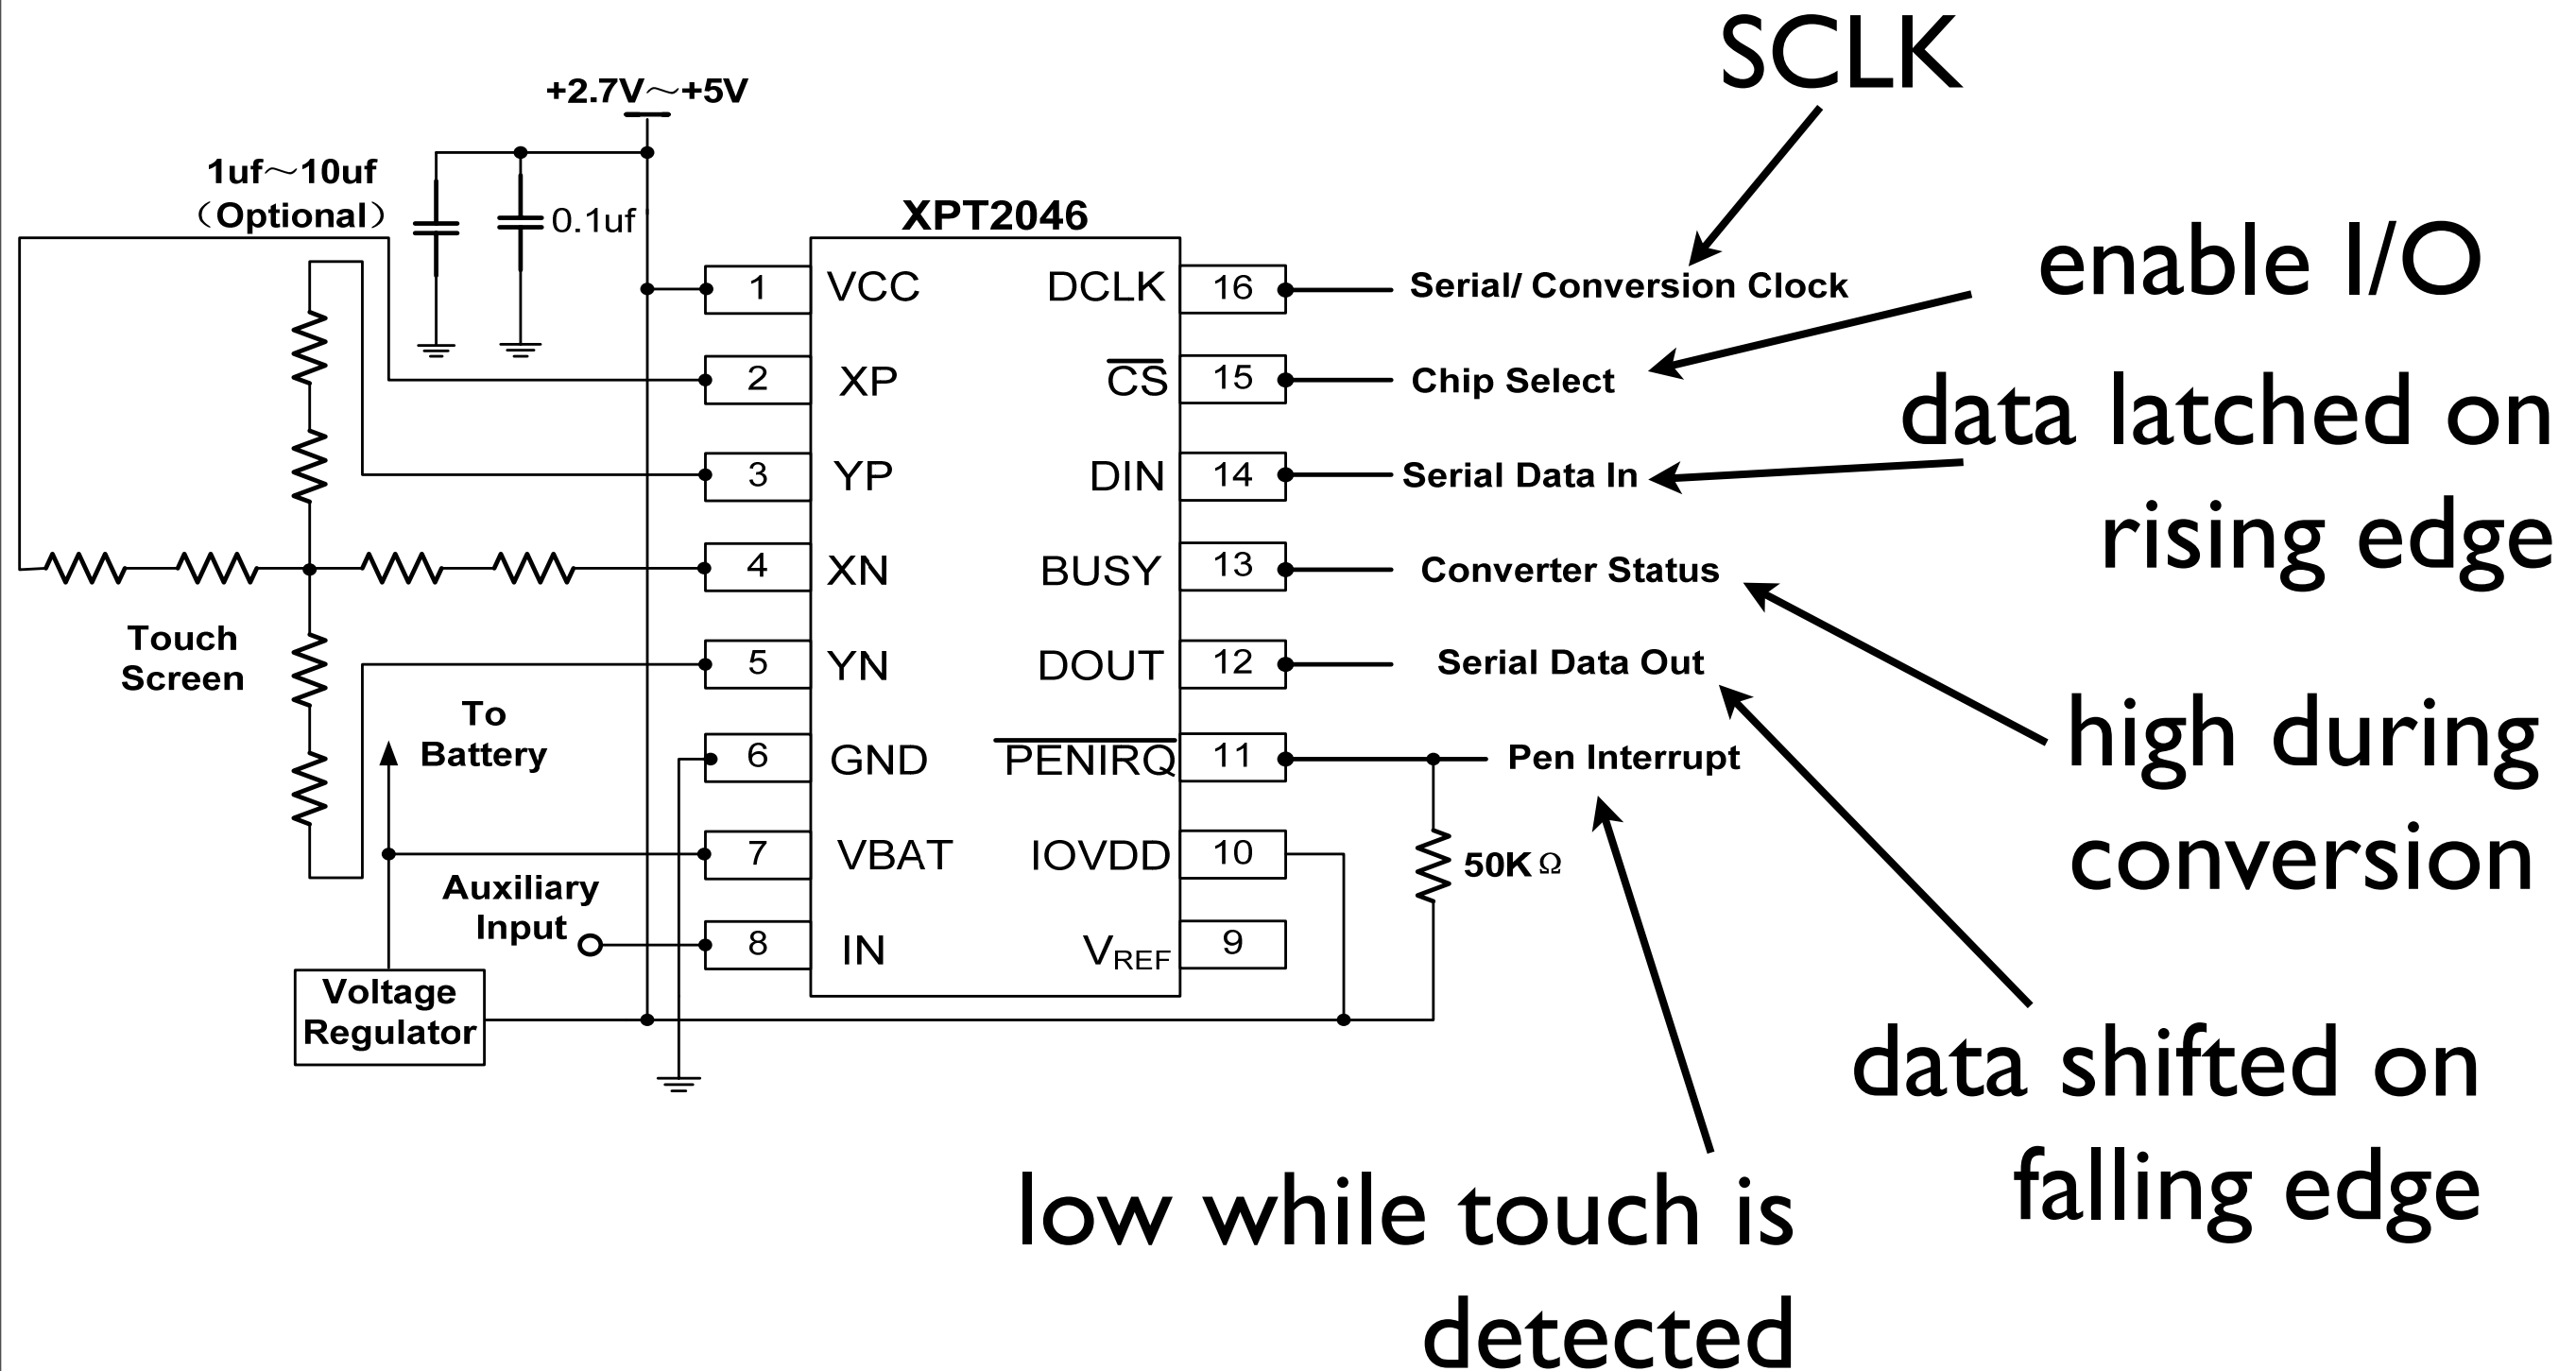 SCLK
+2.7V～+5V
1uf～10uf
（Optional）
0.1uf
XPT2046
enable I/O
1 VCC DCLK 16 Serial/ Conversion Clock
2 XP CS 15 Chip Select
data latched on
rising edge
3 YP DIN 14 Serial Data In
4 XN BUSY 13 Converter Status
Touch
Screen
5 YN DOUT 12 Serial Data Out
To
Battery
high during
conversion
6 GND PENIRQ 11 Pen Interrupt
7 VBAT IOVDD 10 50KΩ
Auxiliary
Input
8 IN VREF 9
Voltage
Regulator
data shifted on
falling edge
low while touch is
detected